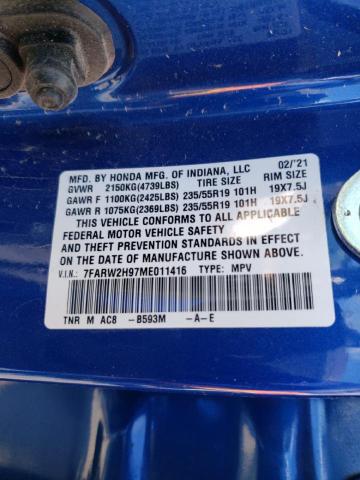 MFD. BY HONDA MFG. OF INDIANA, LLC 02/'21
GVWR 2150KG(4739LBS) TIRE SIZE RIM SIZE
GAWR F 1100KG(2425LBS) 235/55R19 101H 19X7.5J
GAWR R 1075KG(2369LBS) 235/55R19 101H 19X7.5J
THIS VEHICLE CONFORMS TO ALL APPLICABLE
FEDERAL MOTOR VEHICLE SAFETY
AND THEFT PREVENTION STANDARDS IN EFFECT
ON THE DATE OF MANUFACTURE SHOWN ABOVE.
V.I.N.: 7FARW2H97ME011416 TYPE: MPV
TNR M AC8 -B593M -A-E